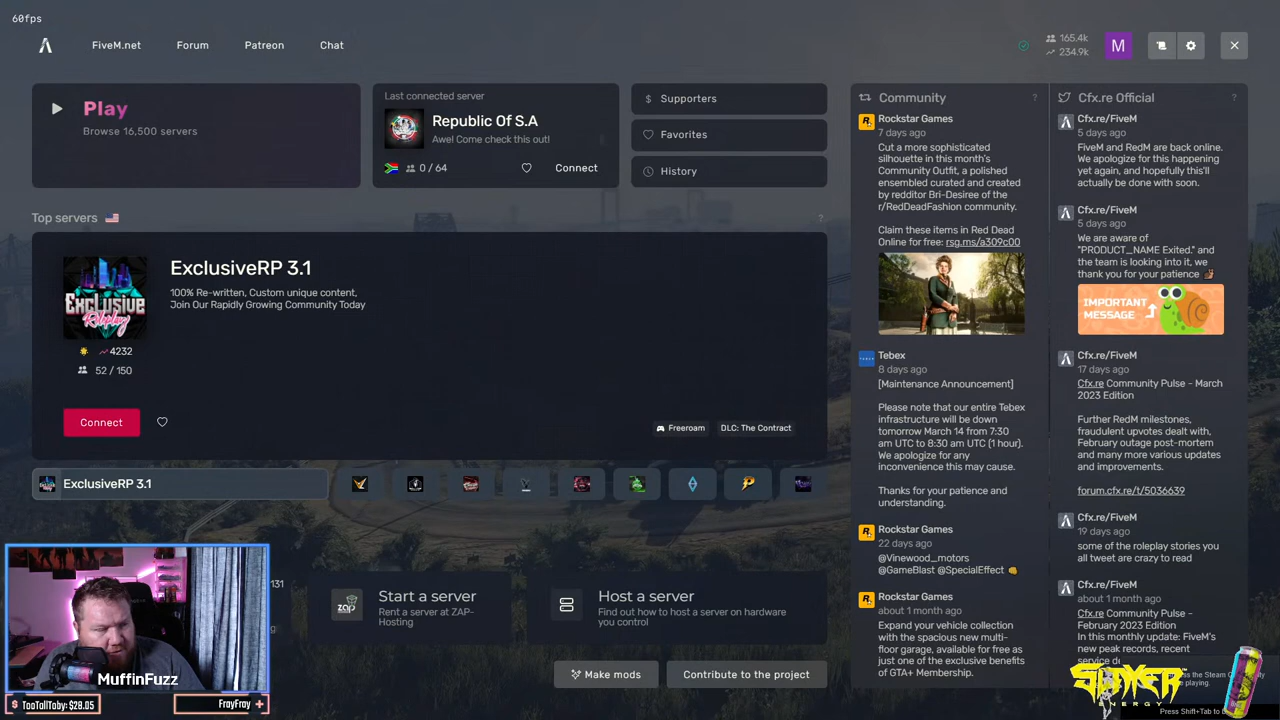 60fps
FiveM.net
Forum
Patreon
Chat
165.4k
234.9k
M
Play
Browse 16,500 servers
Last connected server
Republic Of S.A
Awe! Come check this out!
0 / 64
Connect
Supporters
Favorites
History
Top servers
?
EXCLUSIVE
Roleplay
ExclusiveRP 3.1
100% Re-written, Custom unique content,
Join Our Rapidly Growing Community Today
4232
52 / 150
Connect
Freeroam
DLC: The Contract
ExclusiveRP 3.1
131
zap
Start a server
Rent a server at ZAP-
Hosting
Host a server
Find out how to host a server on hardware
you control
Make mods
Contribute to the project
Community
?
Rockstar Games
7 days ago
Cut a more sophisticated
silhouette in this month's
Community Outfit, a polished
ensembled curated and created
by redditor Bri-Desiree of the
r/RedDeadFashion community.
Claim these items in Red Dead
Online for free: rsg.ms/a309c00
TEBEX
Tebex
8 days ago
[Maintenance Announcement]
Please note that our entire Tebex
infrastructure will be down
tomorrow March 14 from 7:30
am UTC to 8:30 am UTC (1 hour).
We apologize for any
inconvenience this may cause.
Thanks for your patience and
understanding.
Rockstar Games
22 days ago
@Vinewood_motors
@GameBlast @SpecialEffect
Rockstar Games
about 1 month ago
Expand your vehicle collection
with the spacious new multi-
floor garage, available for free as
just one of the exclusive benefits
of GTA+ Membership.
Cfx.re Official
?
Cfx.re/FiveM
5 days ago
FiveM and RedM are back online.
We apologize for this happening
yet again, and hopefully this'll
actually be done with soon.
Cfx.re/FiveM
5 days ago
We are aware of
"PRODUCT_NAME Exited." and
the team is looking into it, we
thank you for your patience
IMPORTANT
MESSAGE
Cfx.re/FiveM
17 days ago
Cfx.re Community Pulse - March
2023 Edition
Further RedM milestones,
fraudulent upvotes dealt with,
February outage post-mortem
and many more various updates
and improvements.
forum.cfx.re/t/5036639
Cfx.re/FiveM
19 days ago
some of the roleplay stories you
all tweet are crazy to read
Cfx.re/FiveM
about 1 month ago
Cfx.re Community Pulse -
February 2023 Edition
In this monthly update: FiveM's
new peak records, recent
service
ss the Steam
playing.
Press Shift+Tab to
ENERGY
MuffinFuzz
$ TooTallToby: $28.05
FrayFray +